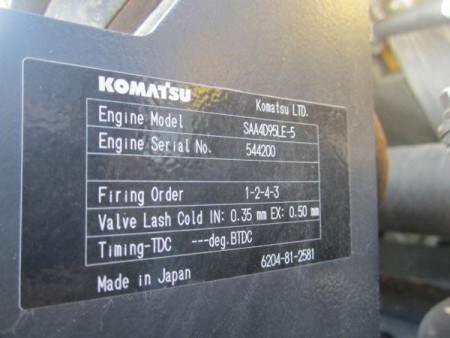 KOMATSU Komatsu LTD.
Engine Model SAA4D95LE-5
Engine Serial No. 544200
Firing Order 1-2-4-3
Valve Lash Cold IN: 0.35 mm EX: 0.50 mm
Timing-TDC ---deg.BTDC
6204-81-2581
Made in Japan